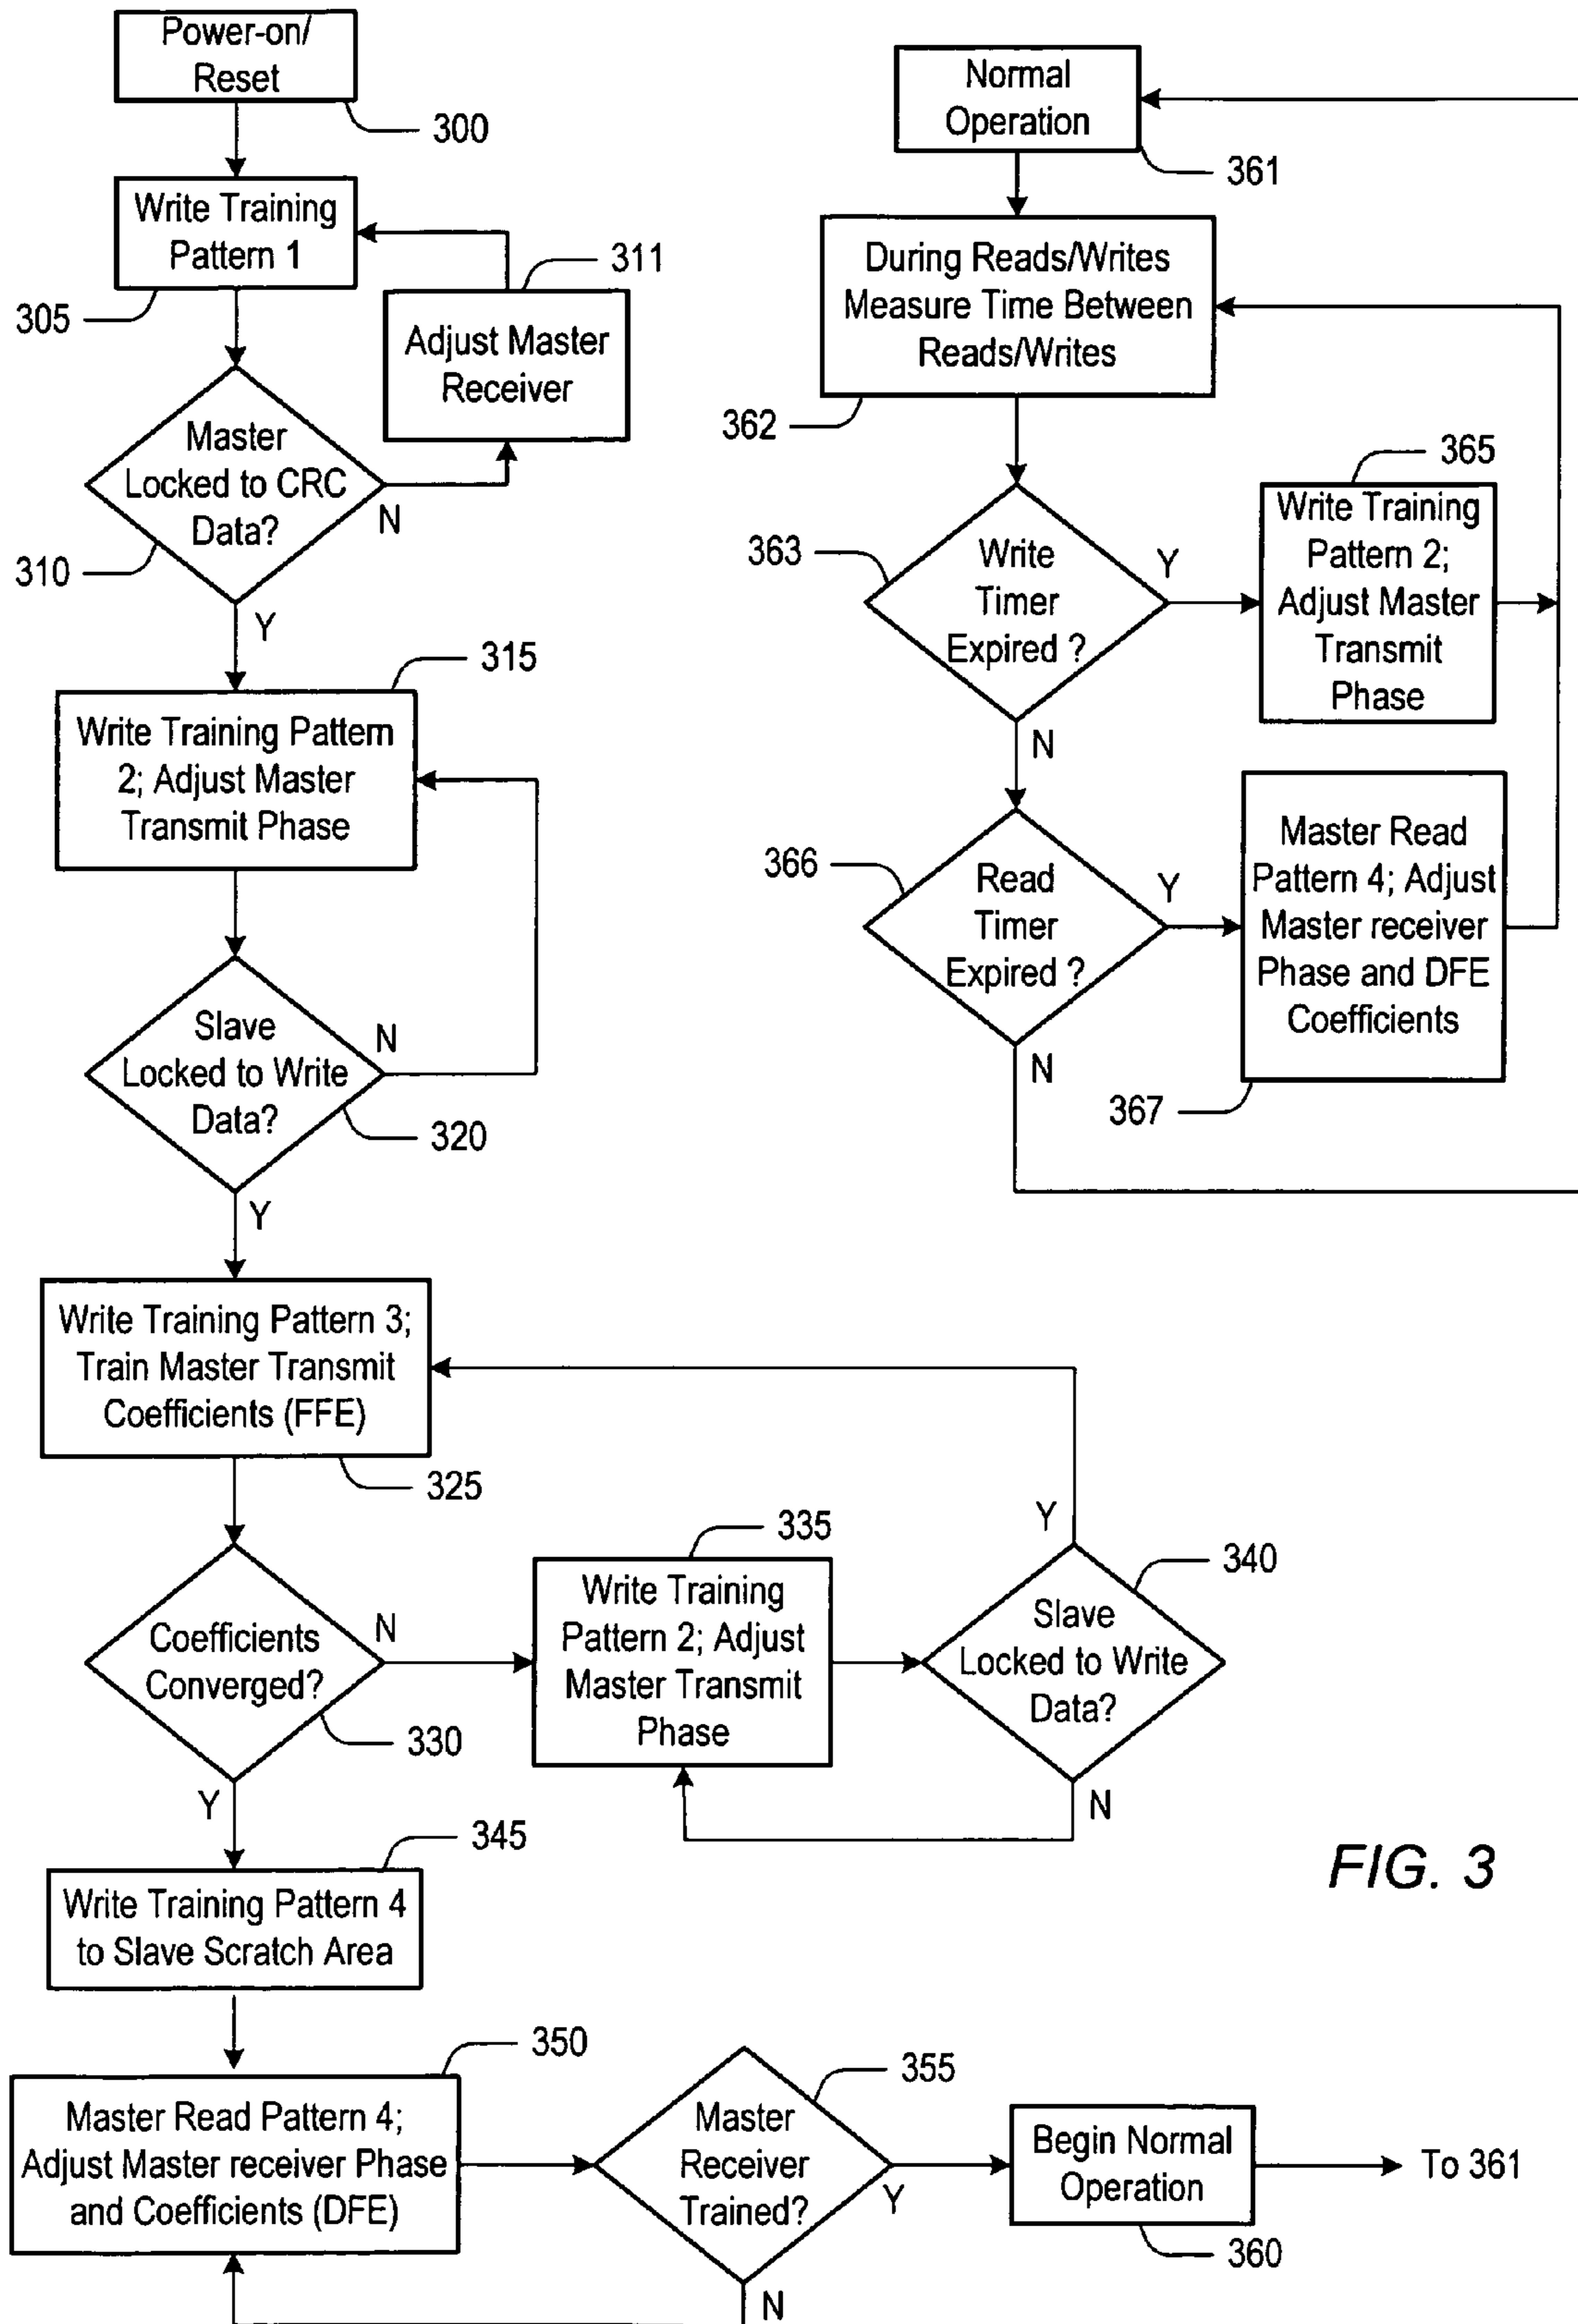 Power-on/
Reset
300
Write Training
Pattern 1
305
311
Adjust Master
Receiver
Master
Locked to CRC
Data?
N
310
Y
315
Write Training Pattern
2; Adjust Master
Transmit Phase
Slave
Locked to Write
Data?
N
320
Y
Write Training Pattern 3;
Train Master Transmit
Coefficients (FFE)
325
Coefficients
Converged?
N
330
Y
335
Write Training
Pattern 2; Adjust
Master Transmit
Phase
Y
340
Slave
Locked to Write
Data?
N
345
Write Training Pattern 4
to Slave Scratch Area
350
Master Read Pattern 4;
Adjust Master receiver Phase
and Coefficients (DFE)
355
Master
Receiver
Trained?
Y
N
Begin Normal
Operation
360
To 361
Normal
Operation
361
During Reads/Writes
Measure Time Between
Reads/Writes
362
363
Write
Timer
Expired ?
Y
N
365
Write Training
Pattern 2;
Adjust Master
Transmit
Phase
366
Read
Timer
Expired ?
Y
N
Master Read
Pattern 4; Adjust
Master receiver
Phase and DFE
Coefficients
367
FIG. 3